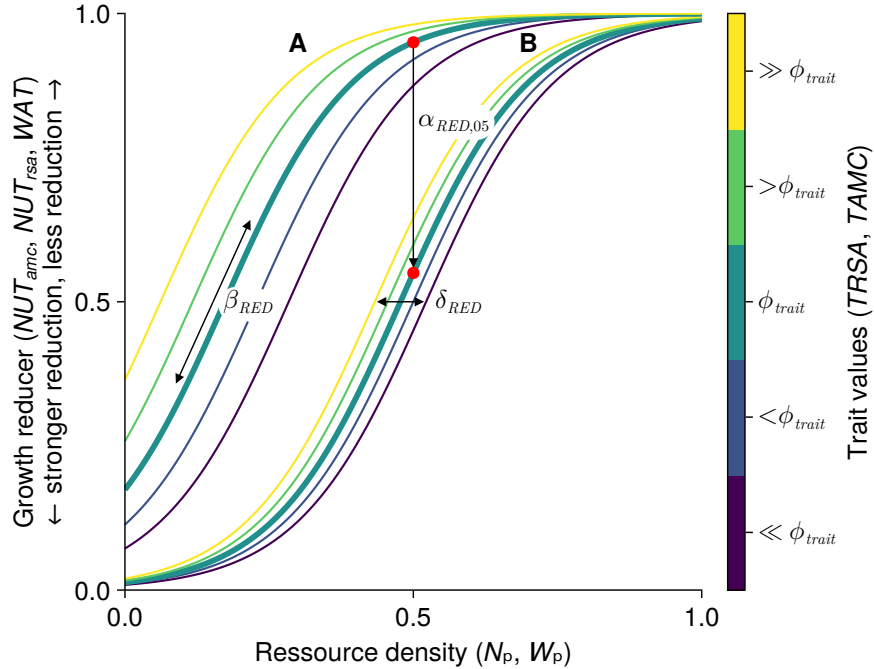 A
B
α_RED,05
β_RED
δ_RED
1.0
0.5
0.0
0.0
0.5
1.0
Ressource density (N_p, W_p)
Growth reducer (NUT_amc, NUT_rsa, WAT)
← stronger reduction, less reduction →
≫ ϕ_trait
> ϕ_trait
ϕ_trait
< ϕ_trait
≪ ϕ_trait
Trait values (TRSA, TAMC)